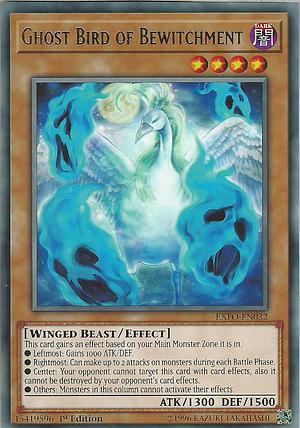 GHOST BIRD OF BEWITCHMENT
DARK
闇
EXFO-EN032
[WINGED BEAST/EFFECT]
This card gains an effect based on your Main Monster Zone it is in.
● Leftmost: Gains 1000 ATK/DEF.
● Rightmost: Can make up to 2 attacks on monsters during each Battle Phase.
● Center: Your opponent cannot target this card with card effects, also it
cannot be destroyed by your opponent's card effects.
● Others: Monsters in this column cannot activate their effects.
ATK/1300 DEF/1500
15419596 1st Edition ©1996 KAZUKI TAKAHASHI